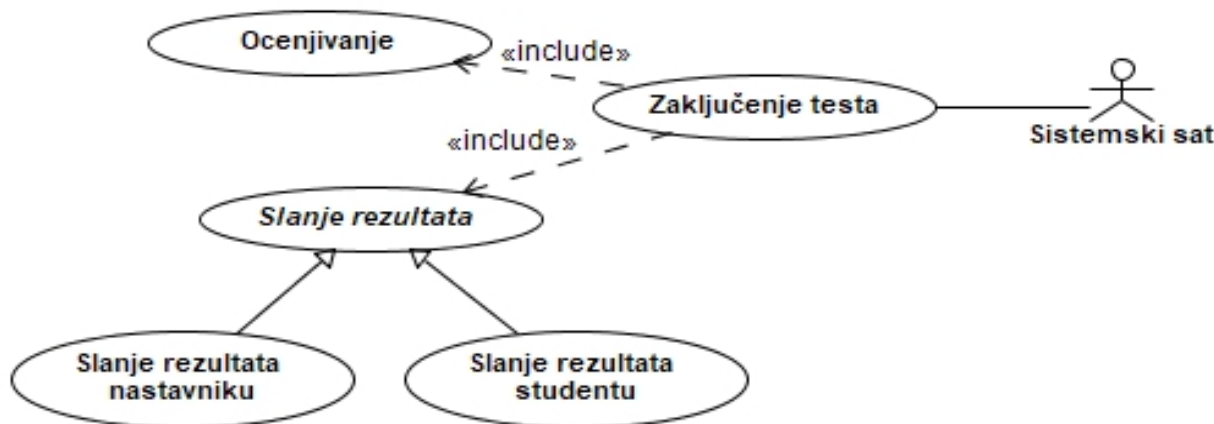 Ocenjivanje
«include»
Zaključenje testa
Sistemski sat
«include»
Slanje rezultata
Slanje rezultata
nastavniku
Slanje rezultata
studentu